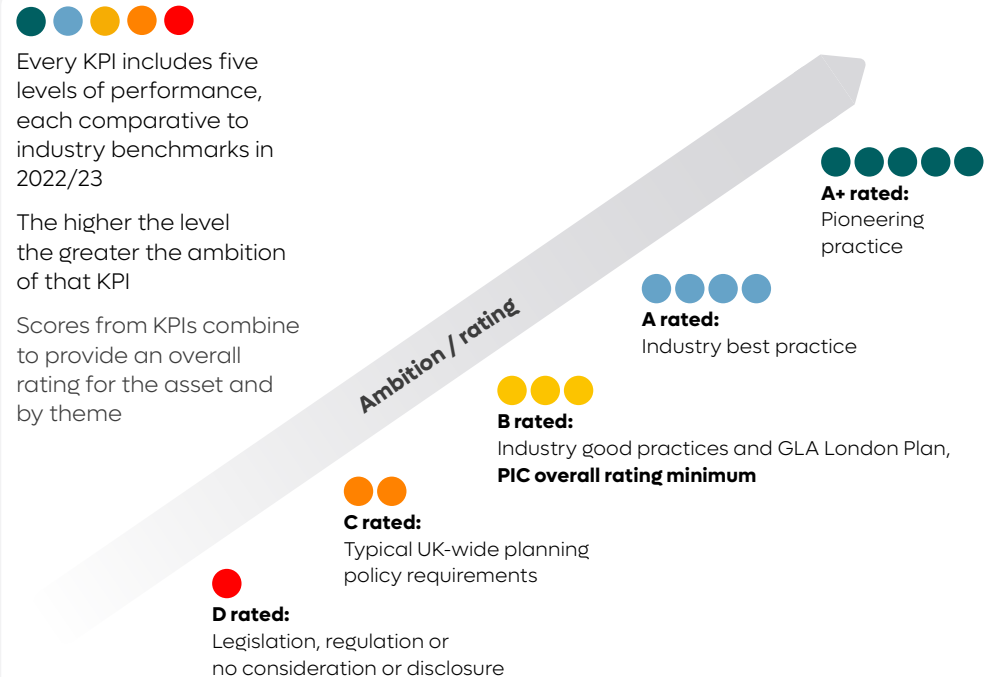 Every KPI includes five
levels of performance,
each comparative to
industry benchmarks in
2022/23
The higher the level
the greater the ambition
of that KPI
Scores from KPIs combine
to provide an overall
rating for the asset and
by theme
Ambition / rating
A+ rated:
Pioneering
practice
A rated:
Industry best practice
B rated:
Industry good practices and GLA London Plan,
PIC overall rating minimum
C rated:
Typical UK-wide planning
policy requirements
D rated:
Legislation, regulation or
no consideration or disclosure